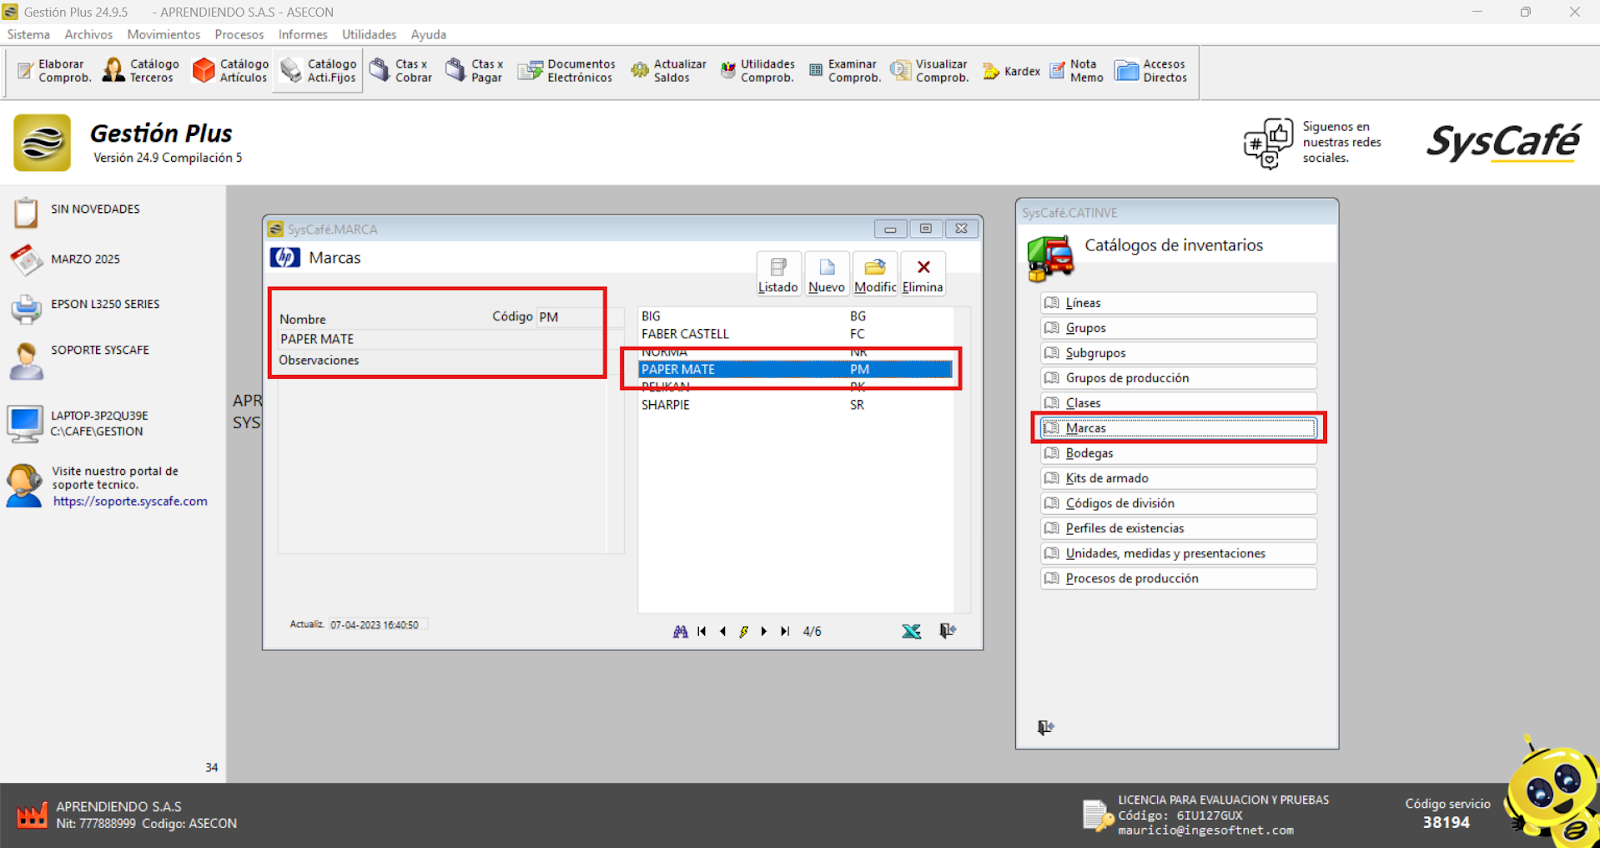 Gestión Plus 24.9.5 - APRENDIENDO S.A.S - ASECON
Sistema Archivos Movimientos Procesos Informes Utilidades Ayuda
Elaborar Comprob.
Catálogo Terceros
Catálogo Artículos
Catálogo Acti.Fijos
Ctas x Cobrar
Ctas x Pagar
Documentos Electrónicos
Actualizar Saldos
Utilidades Comprob.
Examinar Comprob.
Visualizar Comprob.
Kardex
Nota Memo
Accesos Directos
Gestión Plus
Versión 24.9 Compilación 5
Siguenos en
nuestras redes
sociales.
SysCafé
SIN NOVEDADES
MARZO 2025
EPSON L3250 SERIES
SOPORTE SYSCAFE
LAPTOP-3P2QU39E
C:\CAFE\GESTION
Visite nuestro portal de
soporte tecnico.
https://soporte.syscafe.com
34
APR
SYS
SysCafé.MARCA
hp Marcas
Listado Nuevo Modific Elimina
Nombre Código PM
PAPER MATE
Observaciones
BIG BG
FABER CASTELL FC
NORMA NR
PAPER MATE PM
PELIKAN PK
SHARPIE SR
Actualiz. 07-04-2023 16:40:50
4/6
SysCafé.CATINVE
Catálogos de inventarios
Líneas
Grupos
Subgrupos
Grupos de producción
Clases
Marcas
Bodegas
Kits de armado
Códigos de división
Perfiles de existencias
Unidades, medidas y presentaciones
Procesos de producción
APRENDIENDO S.A.S
Nit: 777888999 Codigo: ASECON
LICENCIA PARA EVALUACION Y PRUEBAS
Código: 6IU127GUX
mauricio@ingesoftnet.com
Código servicio
38194